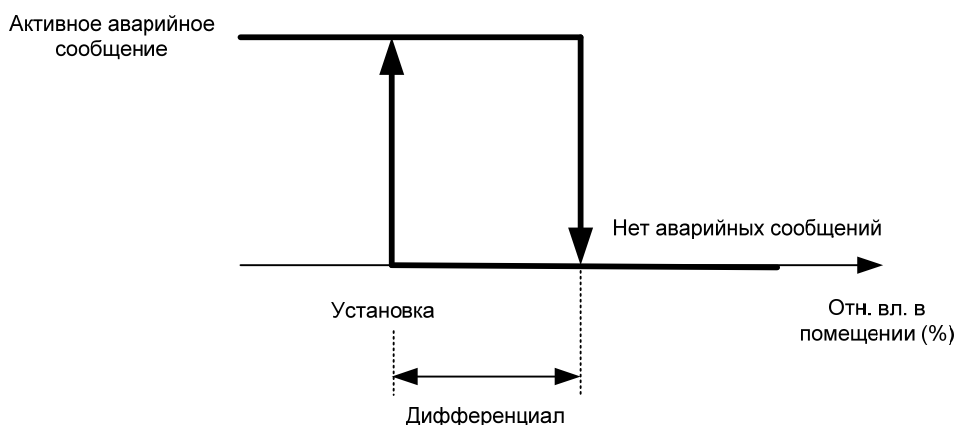 Активное аварийное
сообщение
Нет аварийных сообщений
Установка
Отн. вл. в
помещении (%)
Дифференциал